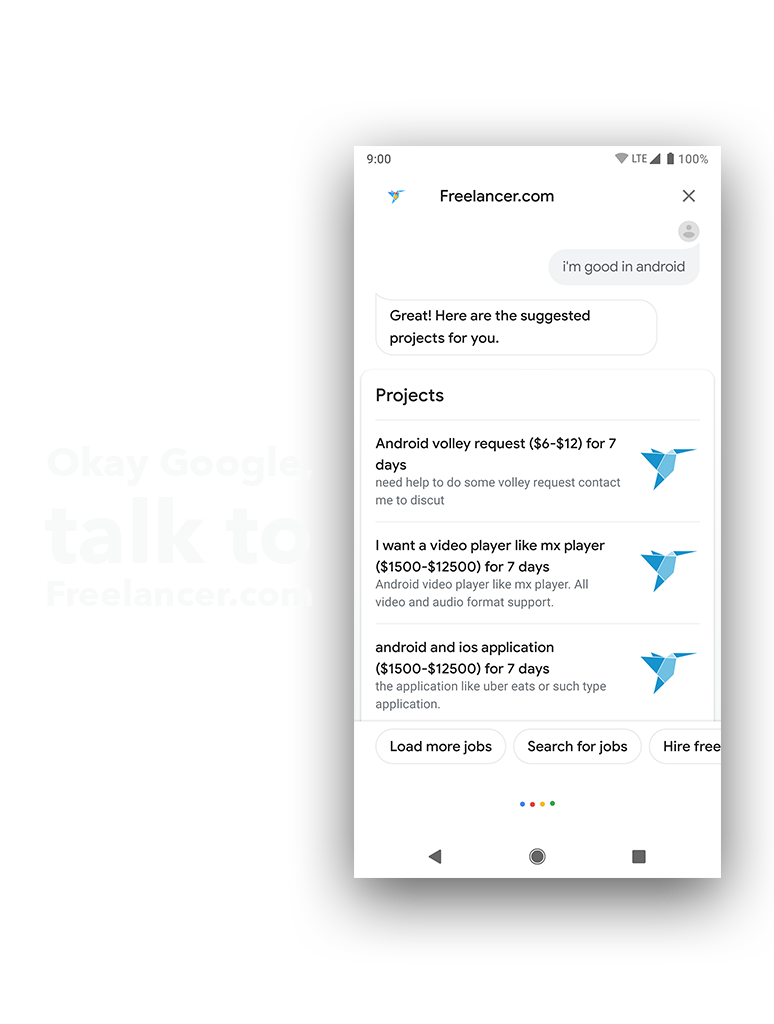 Okay Google,
talk to
Freelancer.com
9:00
LTE 100%
Freelancer.com
i'm good in android
Great! Here are the suggested
projects for you.
Projects
Android volley request ($6-$12) for 7
days
need help to do some volley request contact
me to discut
I want a video player like mx player
($1500-$12500) for 7 days
Android video player like mx player. All
video and audio format support.
android and ios application
($1500-$12500) for 7 days
the application like uber eats or such type
application.
Load more jobs
Search for jobs
Hire free